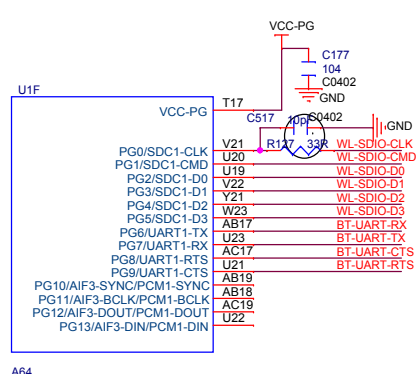 VCC-PG
C177
104
C0402
GND
U1F
T17
VCC-PG
C517 10pF C0402
GND
V21 R127 33R WL-SDIO-CLK
PG0/SDC1-CLK
U20 WL-SDIO-CMD
PG1/SDC1-CMD
U19 WL-SDIO-D0
PG2/SDC1-D0
V22 WL-SDIO-D1
PG3/SDC1-D1
Y21 WL-SDIO-D2
PG4/SDC1-D2
W23 WL-SDIO-D3
PG5/SDC1-D3
AB17 BT-UART-RX
PG6/UART1-TX
U23 BT-UART-TX
PG7/UART1-RX
AC17 BT-UART-CTS
PG8/UART1-RTS
U21 BT-UART-RTS
PG9/UART1-CTS
AB19
PG10/AIF3-SYNC/PCM1-SYNC
AB18
PG11/AIF3-BCLK/PCM1-BCLK
AC19
PG12/AIF3-DOUT/PCM1-DOUT
U22
PG13/AIF3-DIN/PCM1-DIN
A64